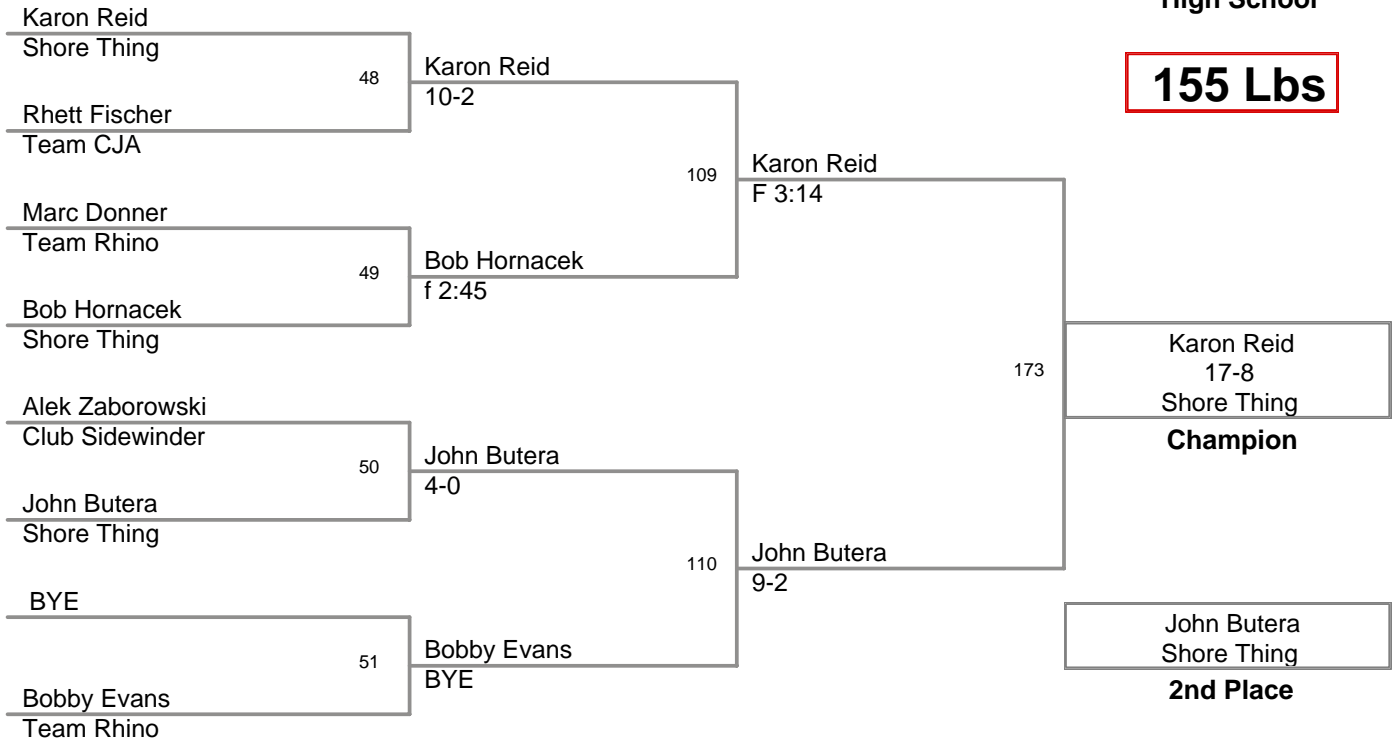 High School
155 Lbs
Karon Reid
Shore Thing
48
Rhett Fischer
Team CJA
Karon Reid
10-2
Marc Donner
Team Rhino
49
Bob Hornacek
Shore Thing
Bob Hornacek
f 2:45
109
Karon Reid
F 3:14
Alek Zaborowski
Club Sidewinder
50
John Butera
Shore Thing
John Butera
4-0
BYE
51
Bobby Evans
Team Rhino
Bobby Evans
BYE
110
John Butera
9-2
173
Karon Reid
17-8
Shore Thing
Champion
John Butera
Shore Thing
2nd Place